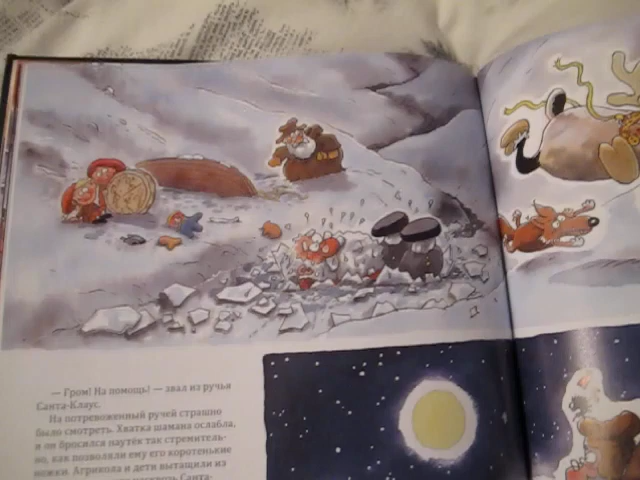 — Гром! На помощь! — звал из ручья
Санта-Клаус.
На потревоженный ручей страшно
было смотреть. Хватка шамана ослабла,
и он бросился наутёк так стремитель-
но, как позволяли ему его коротенькие
ножки. Агрикола и дети вытащили из
Санта-